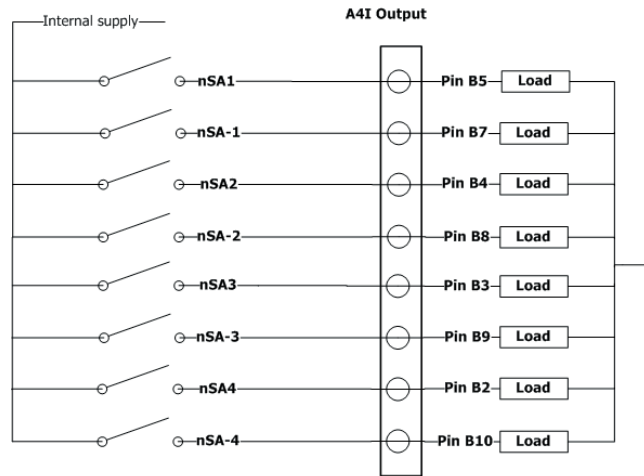 A4I Output
Internal supply
nSA1 Pin B5 Load
nSA-1 Pin B7 Load
nSA2 Pin B4 Load
nSA-2 Pin B8 Load
nSA3 Pin B3 Load
nSA-3 Pin B9 Load
nSA4 Pin B2 Load
nSA-4 Pin B10 Load